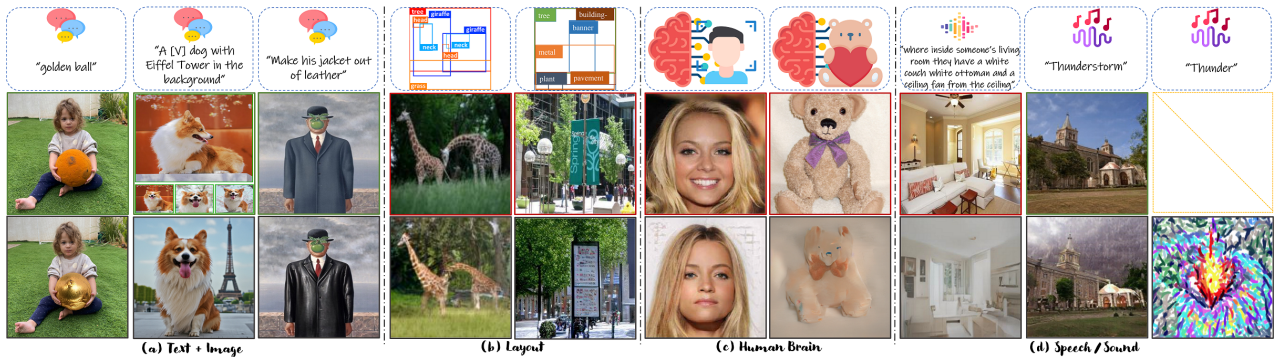 "golden ball"
"A [V] dog with
Eiffel Tower in the
background"
"Make his jacket out
of leather"
tree
head
giraffe
giraffe
neck
neck
head
grass
tree
building-
banner
metal
plant
pavement
"where inside someone's living
room they have a white
couch white ottoman and a
ceiling fan from the ceiling".
"Thunderstorm"
"Thunder"
(a) Text + Image
(b) Layout
(c) Human Brain
(d) Speech / Sound